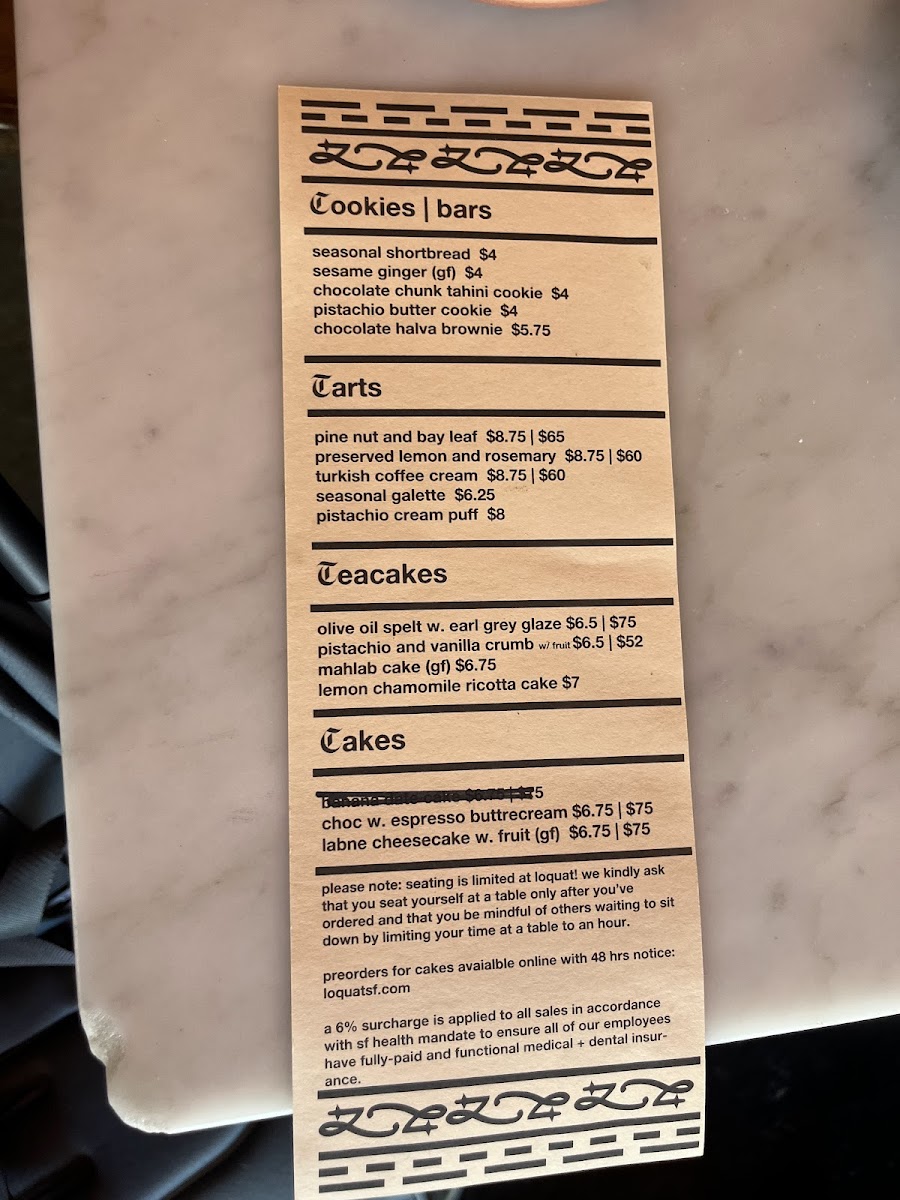 Cookies | bars
seasonal shortbread $4
sesame ginger (gf) $4
chocolate chunk tahini cookie $4
pistachio butter cookie $4
chocolate halva brownie $5.75
Tarts
pine nut and bay leaf $8.75 | $65
preserved lemon and rosemary $8.75 | $60
turkish coffee cream $8.75 | $60
seasonal galette $6.25
pistachio cream puff $8
Teacakes
olive oil spelt w. earl grey glaze $6.5 | $75
pistachio and vanilla crumb w/ fruit $6.5 | $52
mahlab cake (gf) $6.75
lemon chamomile ricotta cake $7
Cakes
banana date cake $6.75 | $75
choc w. espresso buttrecream $6.75 | $75
labne cheesecake w. fruit (gf) $6.75 | $75
please note: seating is limited at loquat! we kindly ask
that you seat yourself at a table only after you've
ordered and that you be mindful of others waiting to sit
down by limiting your time at a table to an hour.
preorders for cakes avaialble online with 48 hrs notice:
loquatsf.com
a 6% surcharge is applied to all sales in accordance
with sf health mandate to ensure all of our employees
have fully-paid and functional medical + dental insur-
ance.